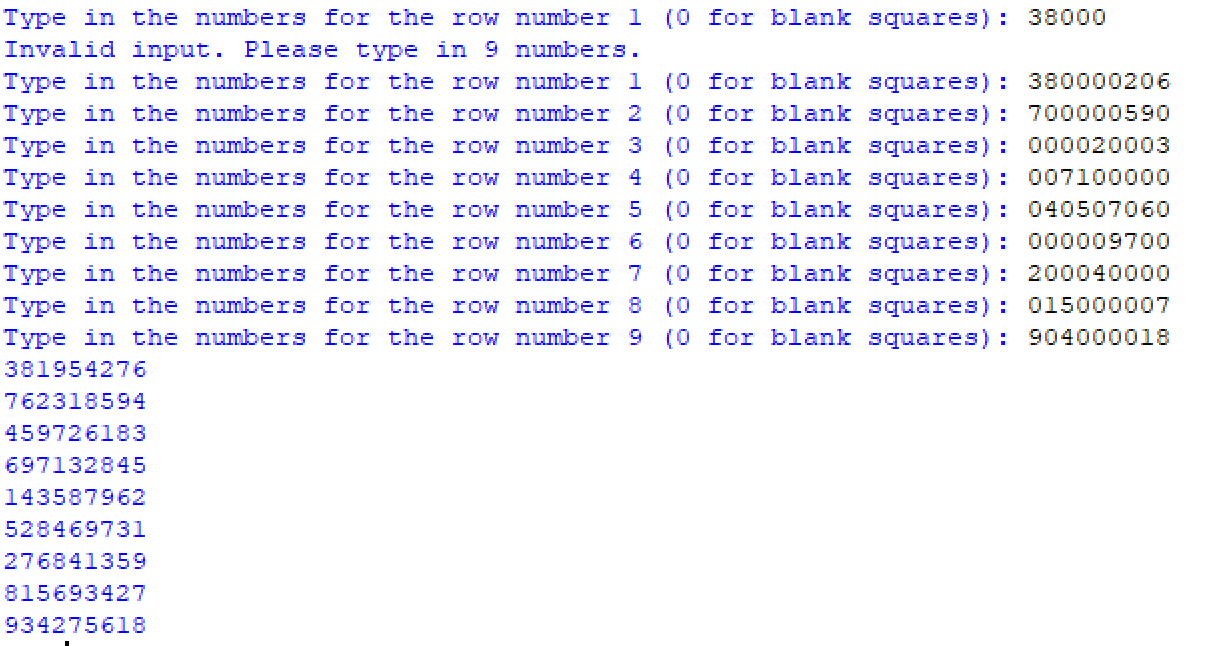 Type in the numbers for the row number 1 (0 for blank squares): 38000
Invalid input. Please type in 9 numbers.
Type in the numbers for the row number 1 (0 for blank squares): 380000206
Type in the numbers for the row number 2 (0 for blank squares): 700000590
Type in the numbers for the row number 3 (0 for blank squares): 000020003
Type in the numbers for the row number 4 (0 for blank squares): 007100000
Type in the numbers for the row number 5 (0 for blank squares): 040507060
Type in the numbers for the row number 6 (0 for blank squares): 000009700
Type in the numbers for the row number 7 (0 for blank squares): 200040000
Type in the numbers for the row number 8 (0 for blank squares): 015000007
Type in the numbers for the row number 9 (0 for blank squares): 904000018
381954276
762318594
459726183
697132845
143587962
528469731
276841359
815693427
934275618